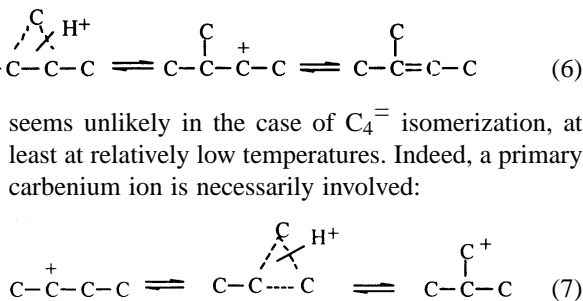 C
H+
C–C–C ⇌ C–C–C–C ⇌ C–C=C–C (6)
C
+
C
seems unlikely in the case of C4= isomerization, at
least at relatively low temperatures. Indeed, a primary
carbenium ion is necessarily involved:
C
H+
C+
C–C–C–C ⇌ C–C----C ⇌ C–C–C (7)
+